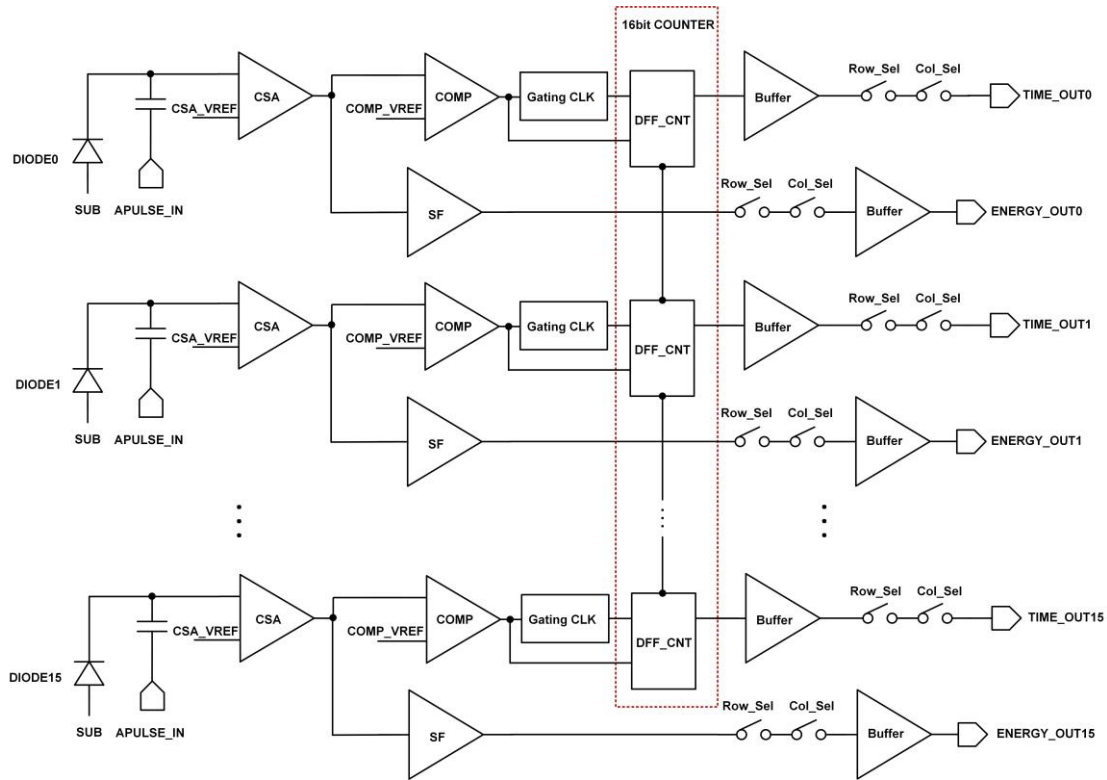 16bit COUNTER
CSA
CSA_VREF
COMP
COMP_VREF
Gating CLK
DFF_CNT
Buffer
Row_Sel Col_Sel
TIME_OUT0
DIODE0
SUB
APULSE_IN
SF
Row_Sel Col_Sel
Buffer
ENERGY_OUT0
CSA
CSA_VREF
COMP
COMP_VREF
Gating CLK
DFF_CNT
Buffer
Row_Sel Col_Sel
TIME_OUT1
DIODE1
SUB
APULSE_IN
SF
Row_Sel Col_Sel
Buffer
ENERGY_OUT1
CSA
CSA_VREF
COMP
COMP_VREF
Gating CLK
DFF_CNT
Buffer
Row_Sel Col_Sel
TIME_OUT15
DIODE15
SUB
APULSE_IN
SF
Row_Sel Col_Sel
Buffer
ENERGY_OUT15